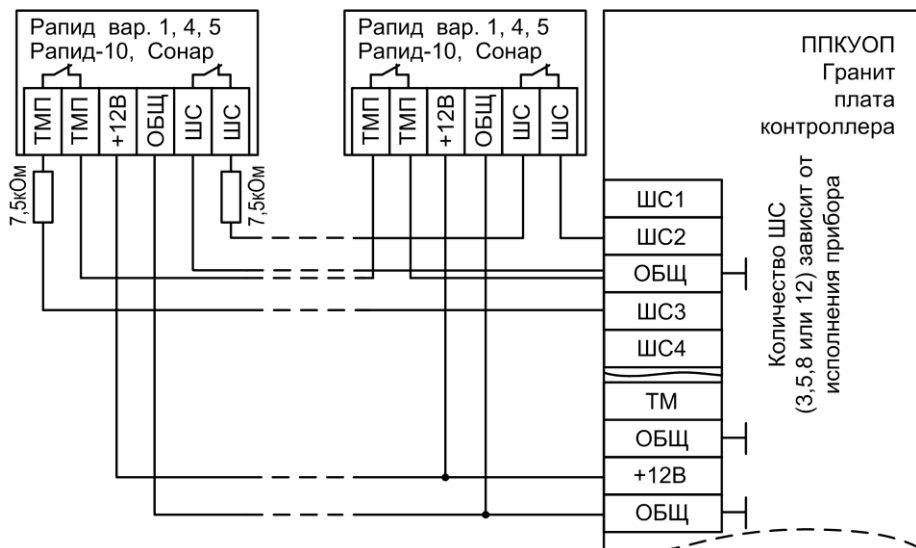 Рапид вар. 1, 4, 5
Рапид-10, Сонар
ТМП
ТМП
+12В
ОБЩ
ШС
ШС
7,5кОм
7,5кОм
Рапид вар. 1, 4, 5
Рапид-10, Сонар
ТМП
ТМП
+12В
ОБЩ
ШС
ШС
ППКУОП
Гранит
плата
контроллера
ШС1
ШС2
ОБЩ
ШС3
ШС4
ТМ
ОБЩ
+12В
ОБЩ
Количество ШС
(3,5,8 или 12) зависит от
исполнения прибора